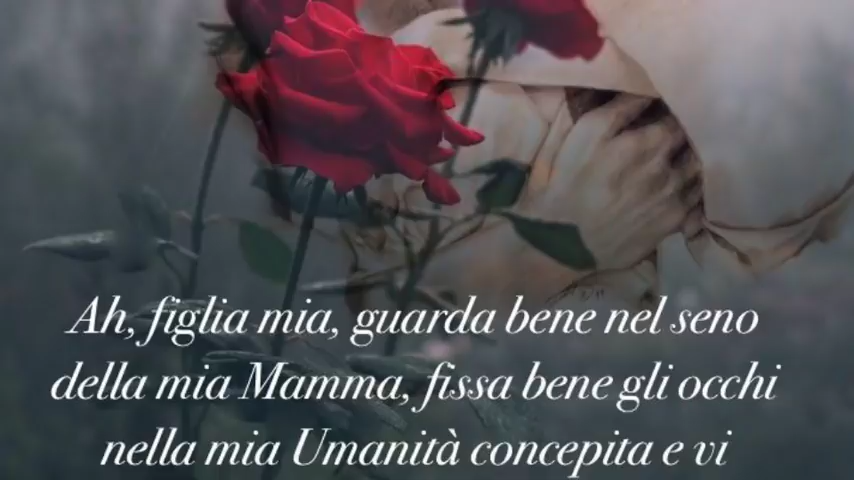 Ah, figlia mia, guarda bene nel seno
della mia Mamma, fissa bene gli occhi
nella mia Umanità concepita e vi